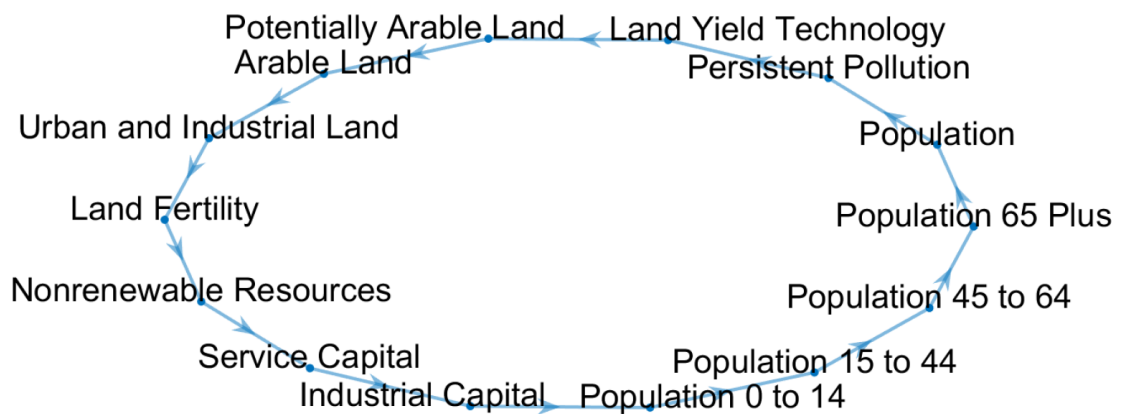 Potentially Arable Land
Land Yield Technology
Arable Land
Persistent Pollution
Urban and Industrial Land
Population
Land Fertility
Population 65 Plus
Nonrenewable Resources
Population 45 to 64
Service Capital
Population 15 to 44
Industrial Capital
Population 0 to 14